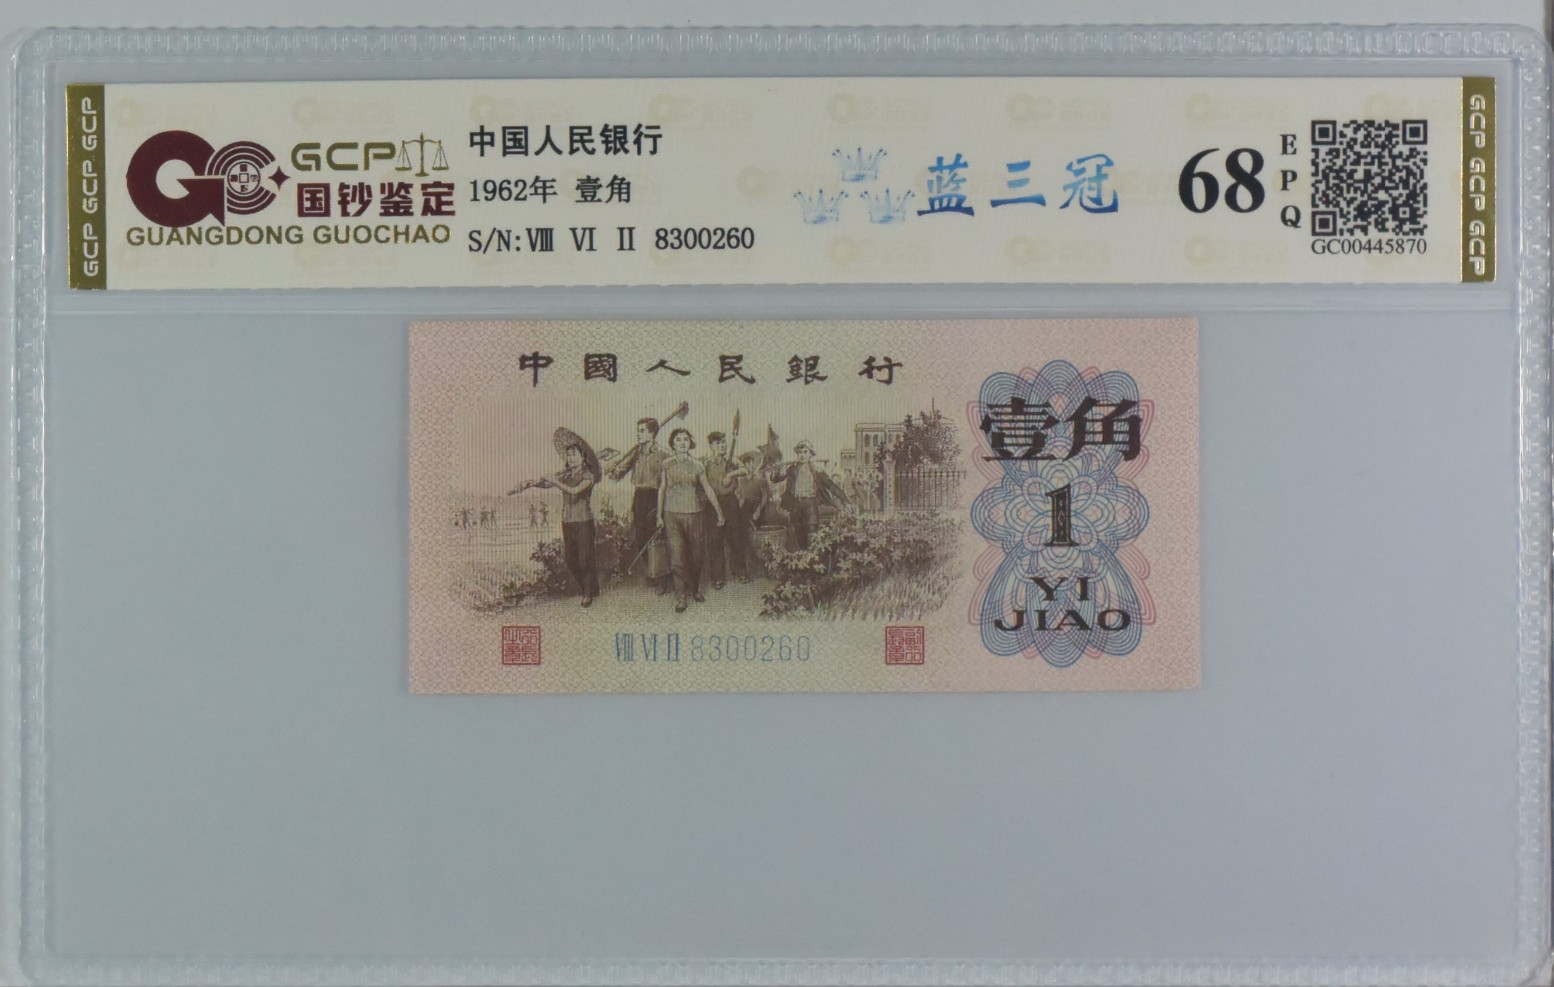 GCP GCP GCP
GCP
国钞鉴定
GUANGDONG GUOCHAO
中国人民银行
1962年 壹角
S/N:Ⅷ Ⅵ Ⅱ 8300260
蓝三冠
68
EPQ
GC00445870
GCP GCP GCP
中國人民銀行
壹角
1
YI
JIAO
Ⅷ Ⅵ Ⅱ 8300260